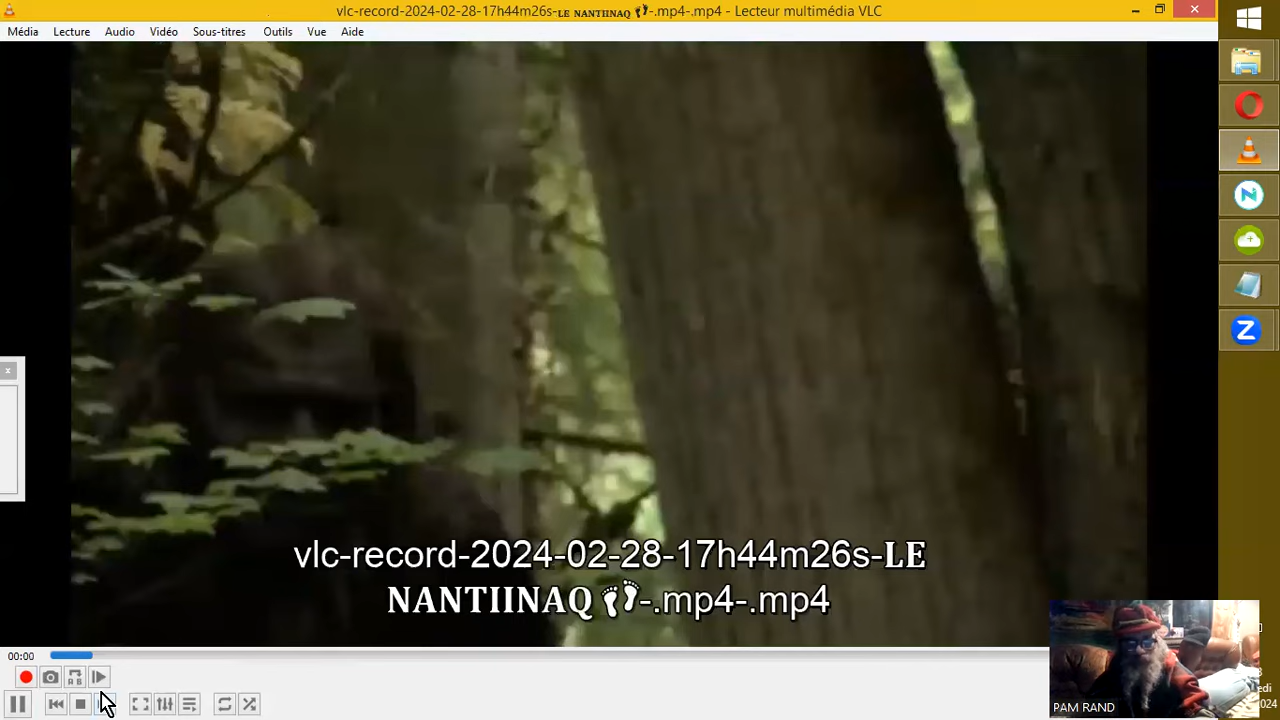 vlc-record-2024-02-28-17h44m26s-LE NANTIINAQ 👣-.mp4-.mp4 - Lecteur multimédia VLC
Média Lecture Audio Vidéo Sous-titres Outils Vue Aide
vlc-record-2024-02-28-17h44m26s-LE
NANTIINAQ 👣-.mp4-.mp4
00:00
PAM RAND